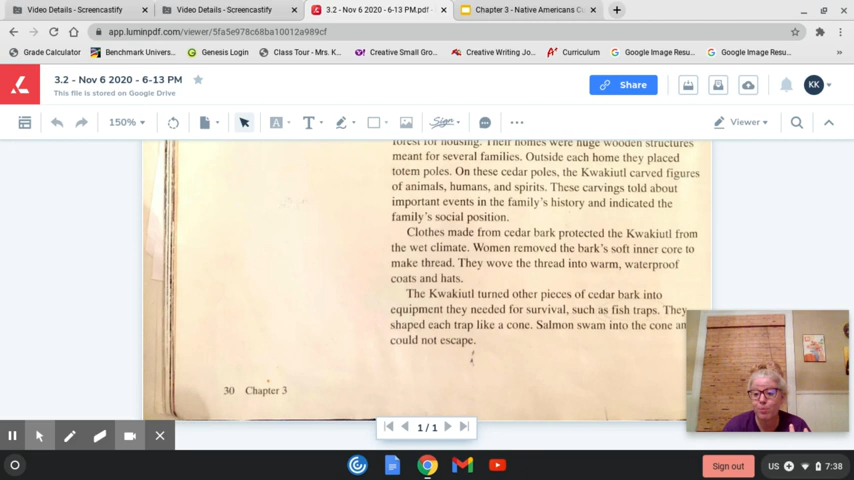 Video Details - Screencastify
Video Details - Screencastify
3.2 - Nov 6 2020 - 6-13 PM.pdf -
Chapter 3 - Native Americans Cu
app.luminpdf.com/viewer/5fa5e978c68ba10012a989cf
Grade Calculator
Benchmark Univers...
Genesis Login
Class Tour - Mrs. K...
Creative Small Gro...
Creative Writing Jo...
Curriculum
Google Image Resu...
Google Image Resu...
3.2 - Nov 6 2020 - 6-13 PM
This file is stored on Google Drive
Share
KK
150%
Sign
Viewer
forest for housing. Their homes were huge wooden structures
meant for several families. Outside each home they placed
totem poles. On these cedar poles, the Kwakiutl carved figures
of animals, humans, and spirits. These carvings told about
important events in the family's history and indicated the
family's social position.
Clothes made from cedar bark protected the Kwakiutl from
the wet climate. Women removed the bark's soft inner core to
make thread. They wove the thread into warm, waterproof
coats and hats.
The Kwakiutl turned other pieces of cedar bark into
equipment they needed for survival, such as fish traps. They
shaped each trap like a cone. Salmon swam into the cone an
could not escape.
30 Chapter 3
1 / 1
Sign out
US
7:38